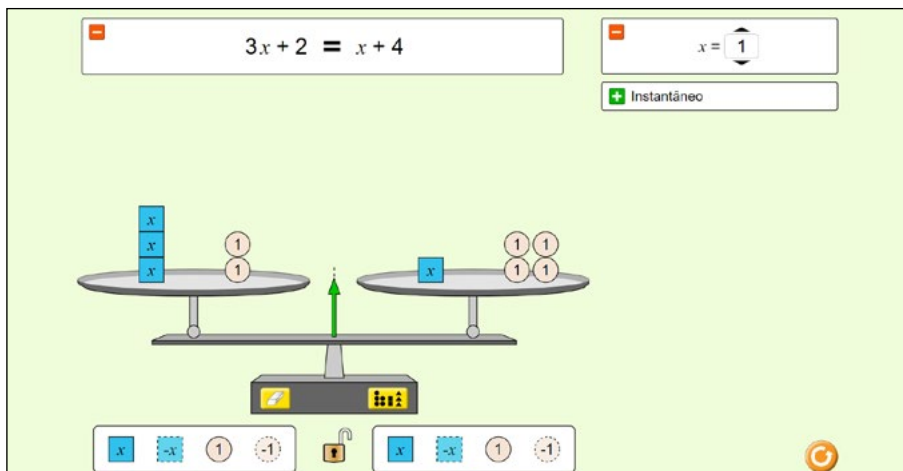 3x + 2 = x + 4
x = 1
Instantâneo
x
x 1 1 1
x 1 x 1 1
x -x 1 -1 x -x 1 -1